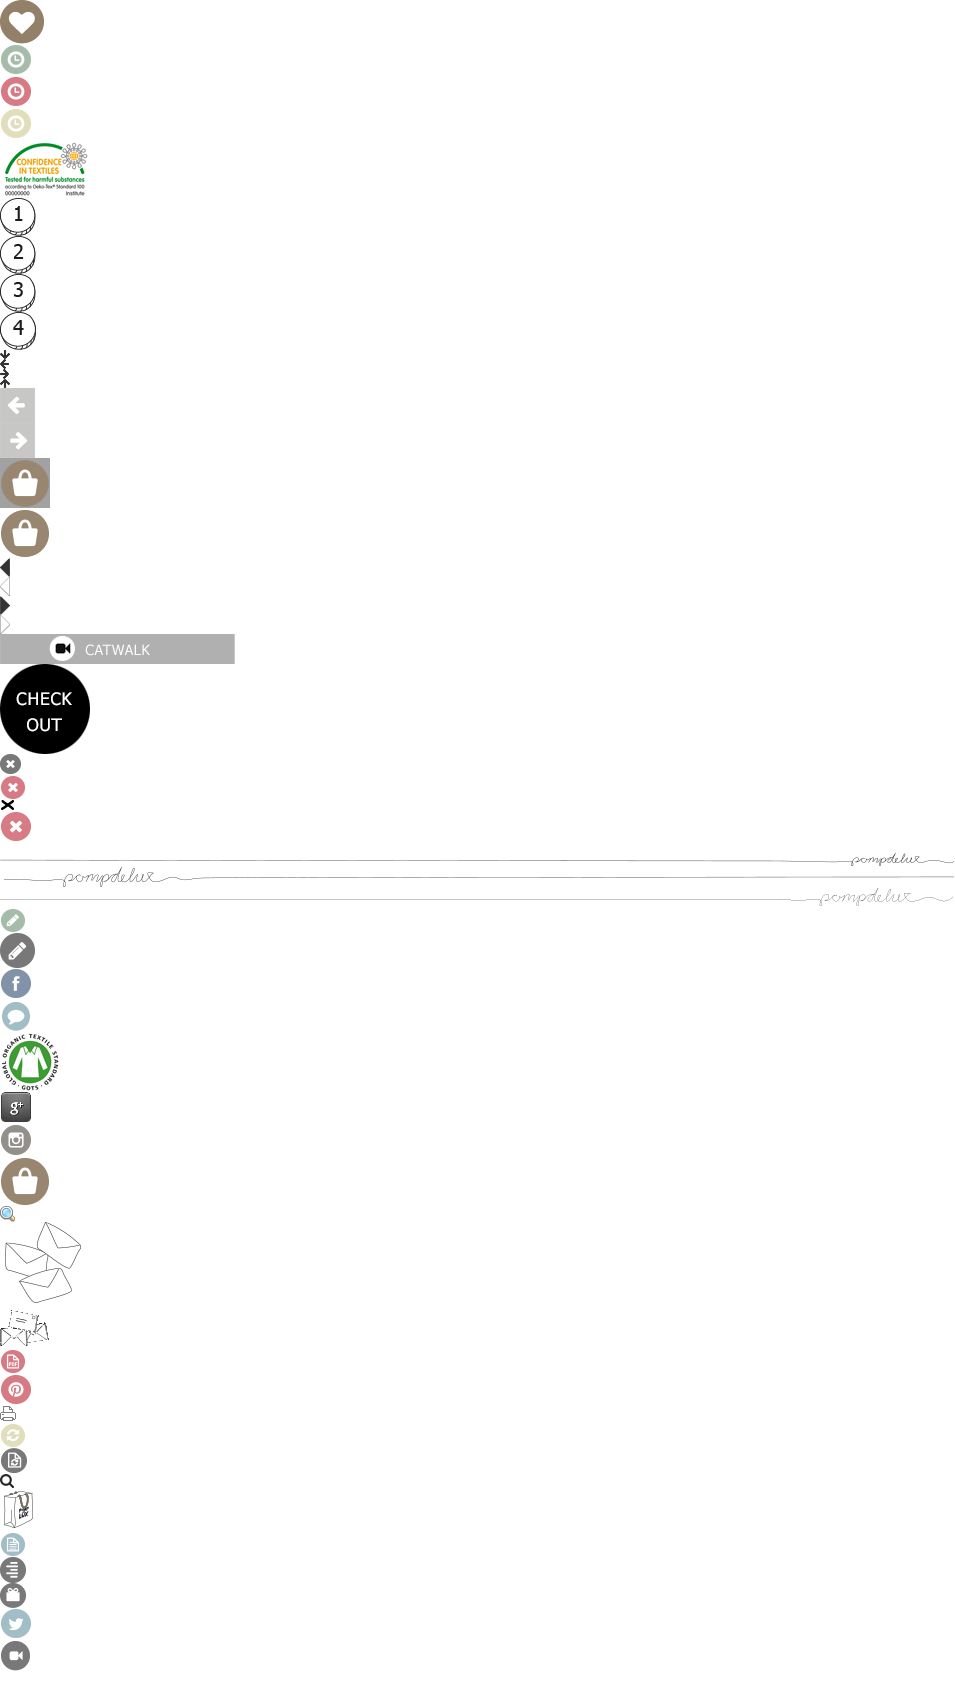 CONFIDENCE
IN TEXTILES
Tested for harmful substances
according to Oeko-Tex® Standard 100
00000000 Institute
1
2
3
4
CATWALK
CHECK
OUT
pompdelux
pompdelux
pompdelux
f
GLOBAL ORGANIC TEXTILE STANDARD · GOTS ·
g+
PDF